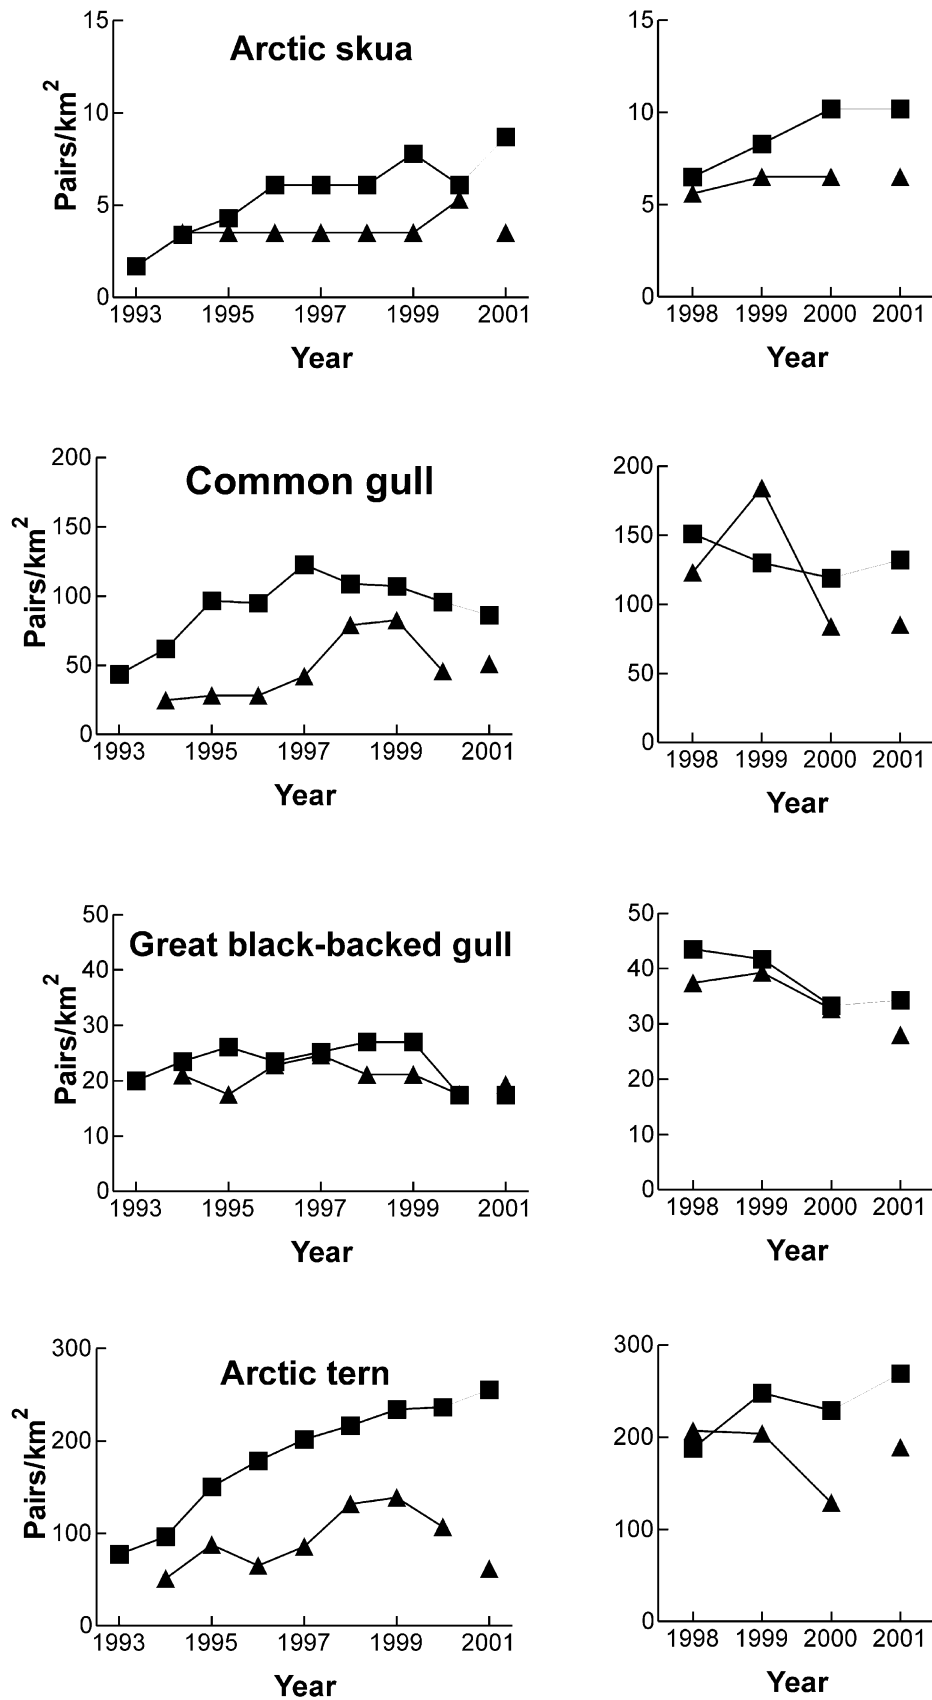 Arctic skua
Pairs/km2
15
10
5
0
1993 1995 1997 1999 2001
Year
15
10
5
0
1998 1999 2000 2001
Year
Common gull
Pairs/km2
200
150
100
50
0
1993 1995 1997 1999 2001
Year
200
150
100
50
0
1998 1999 2000 2001
Year
Great black-backed gull
Pairs/km2
50
40
30
20
10
0
1993 1995 1997 1999 2001
Year
50
40
30
20
10
0
1998 1999 2000 2001
Year
Arctic tern
Pairs/km2
300
200
100
0
1993 1995 1997 1999 2001
Year
300
200
100
0
1998 1999 2000 2001
Year